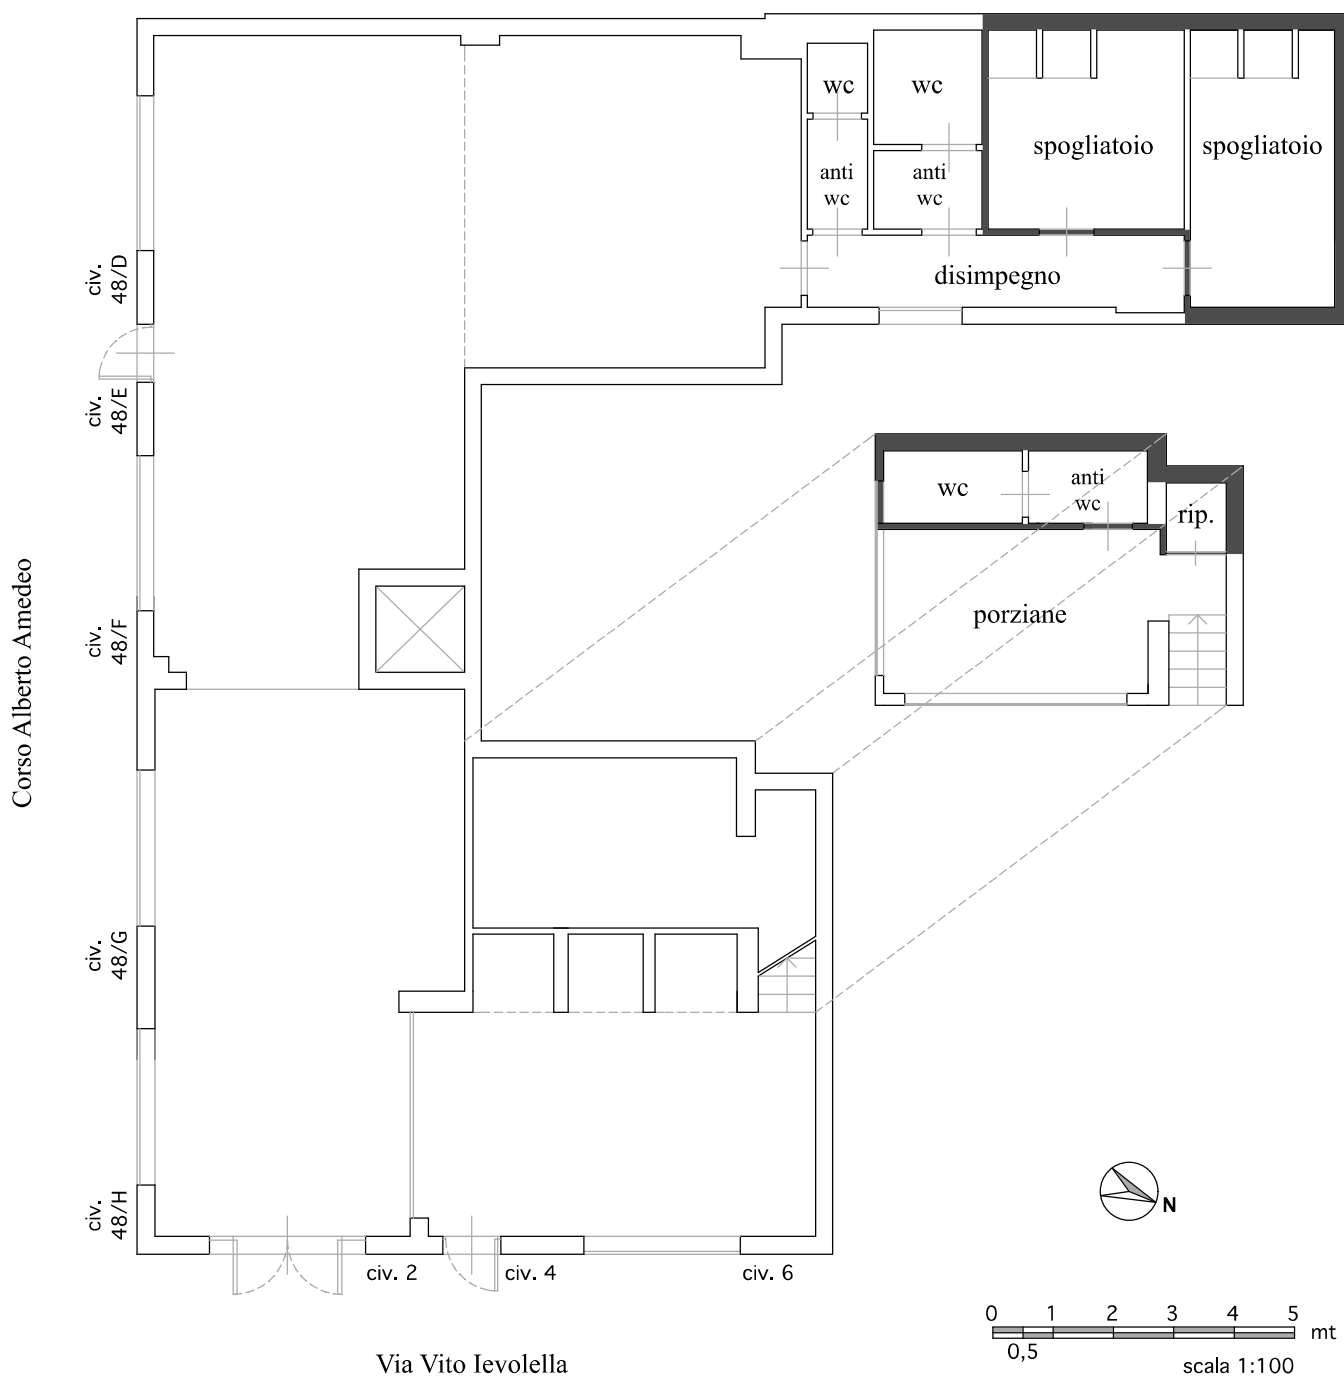 wc
wc
spogliatoio
spogliatoio
anti
wc
anti
wc
disimpegno
civ.
48/D
civ.
48/E
wc
anti
wc
rip.
porziane
civ.
48/F
Corso Alberto Amedeo
civ.
48/G
civ.
48/H
N
civ. 2
civ. 4
civ. 6
0 1 2 3 4 5
mt
0,5
scala 1:100
Via Vito Ievolella